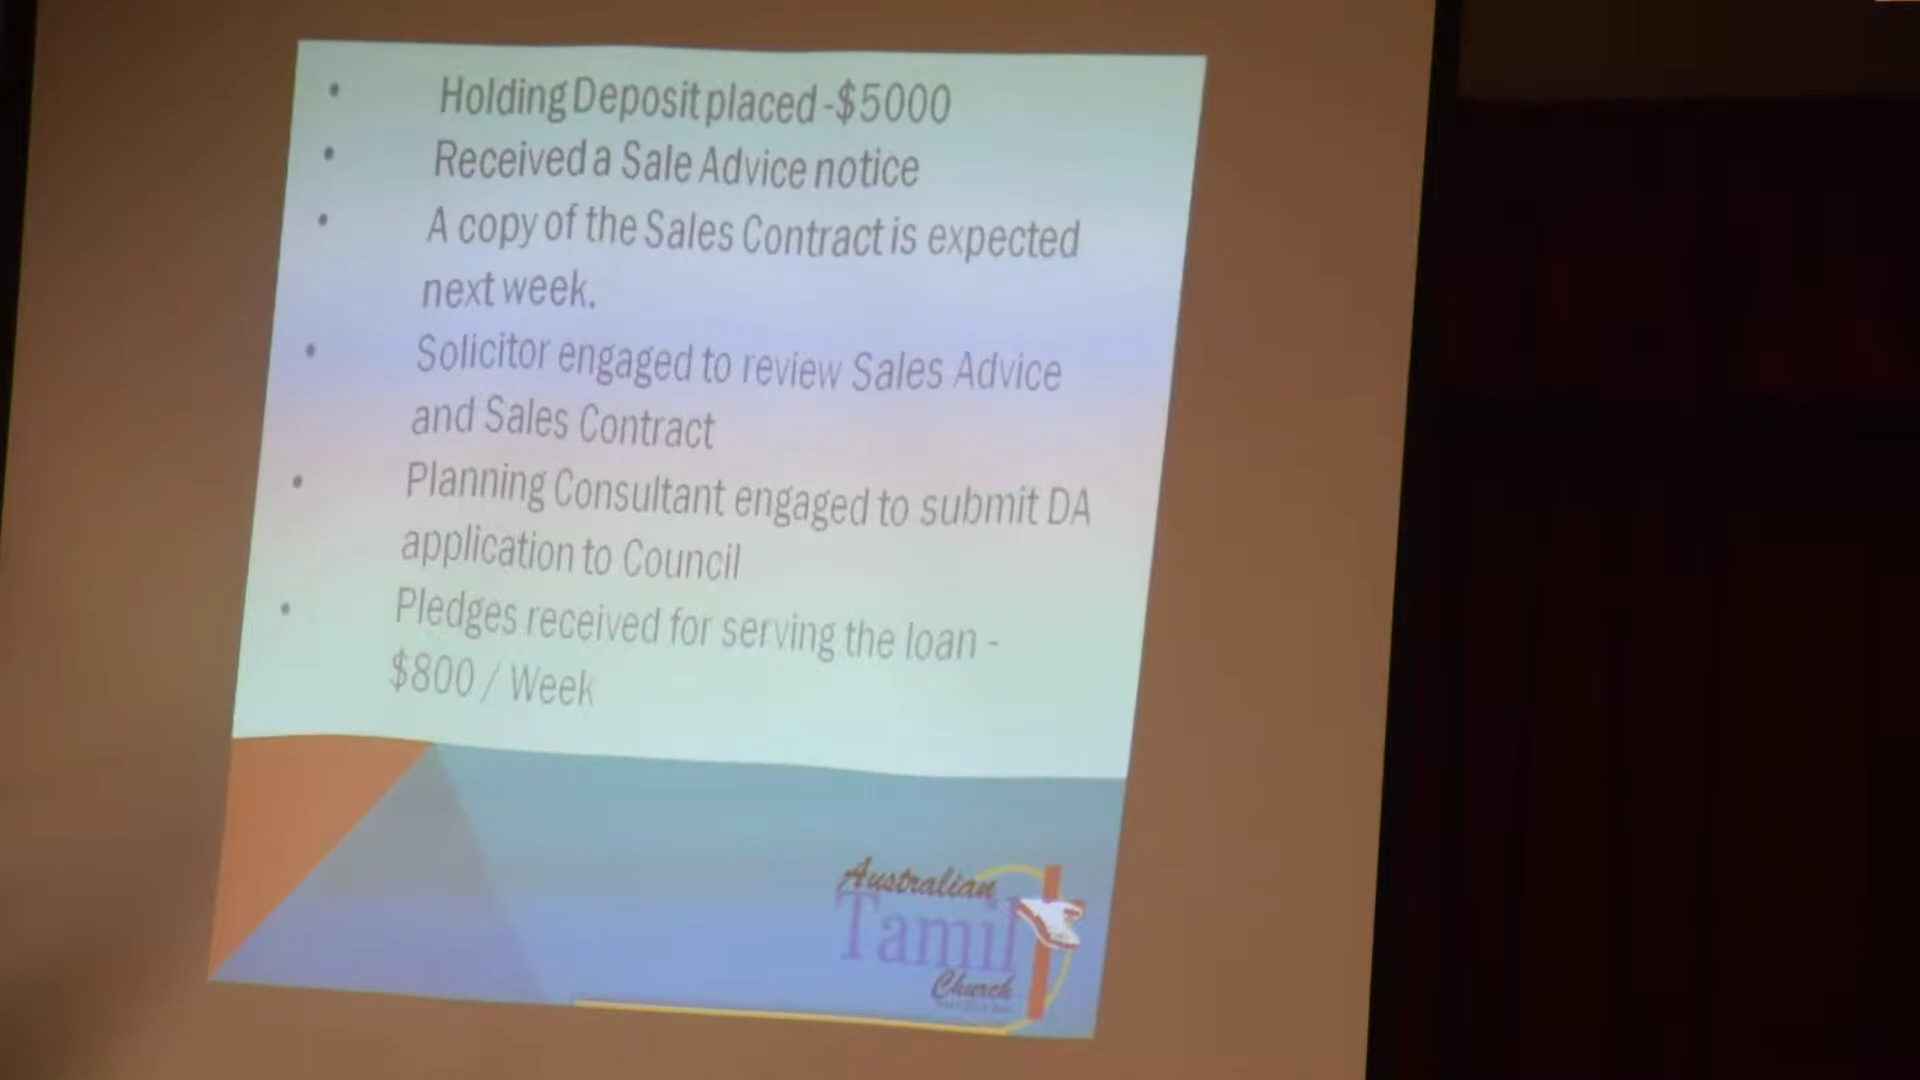 • Holding Deposit placed -$5000
• Received a Sale Advice notice
• A copy of the Sales Contract is expected
next week.
• Solicitor engaged to review Sales Advice
and Sales Contract
• Planning Consultant engaged to submit DA
application to Council
• Pledges received for serving the loan -
$800 / Week
Australian
Tamil
Church